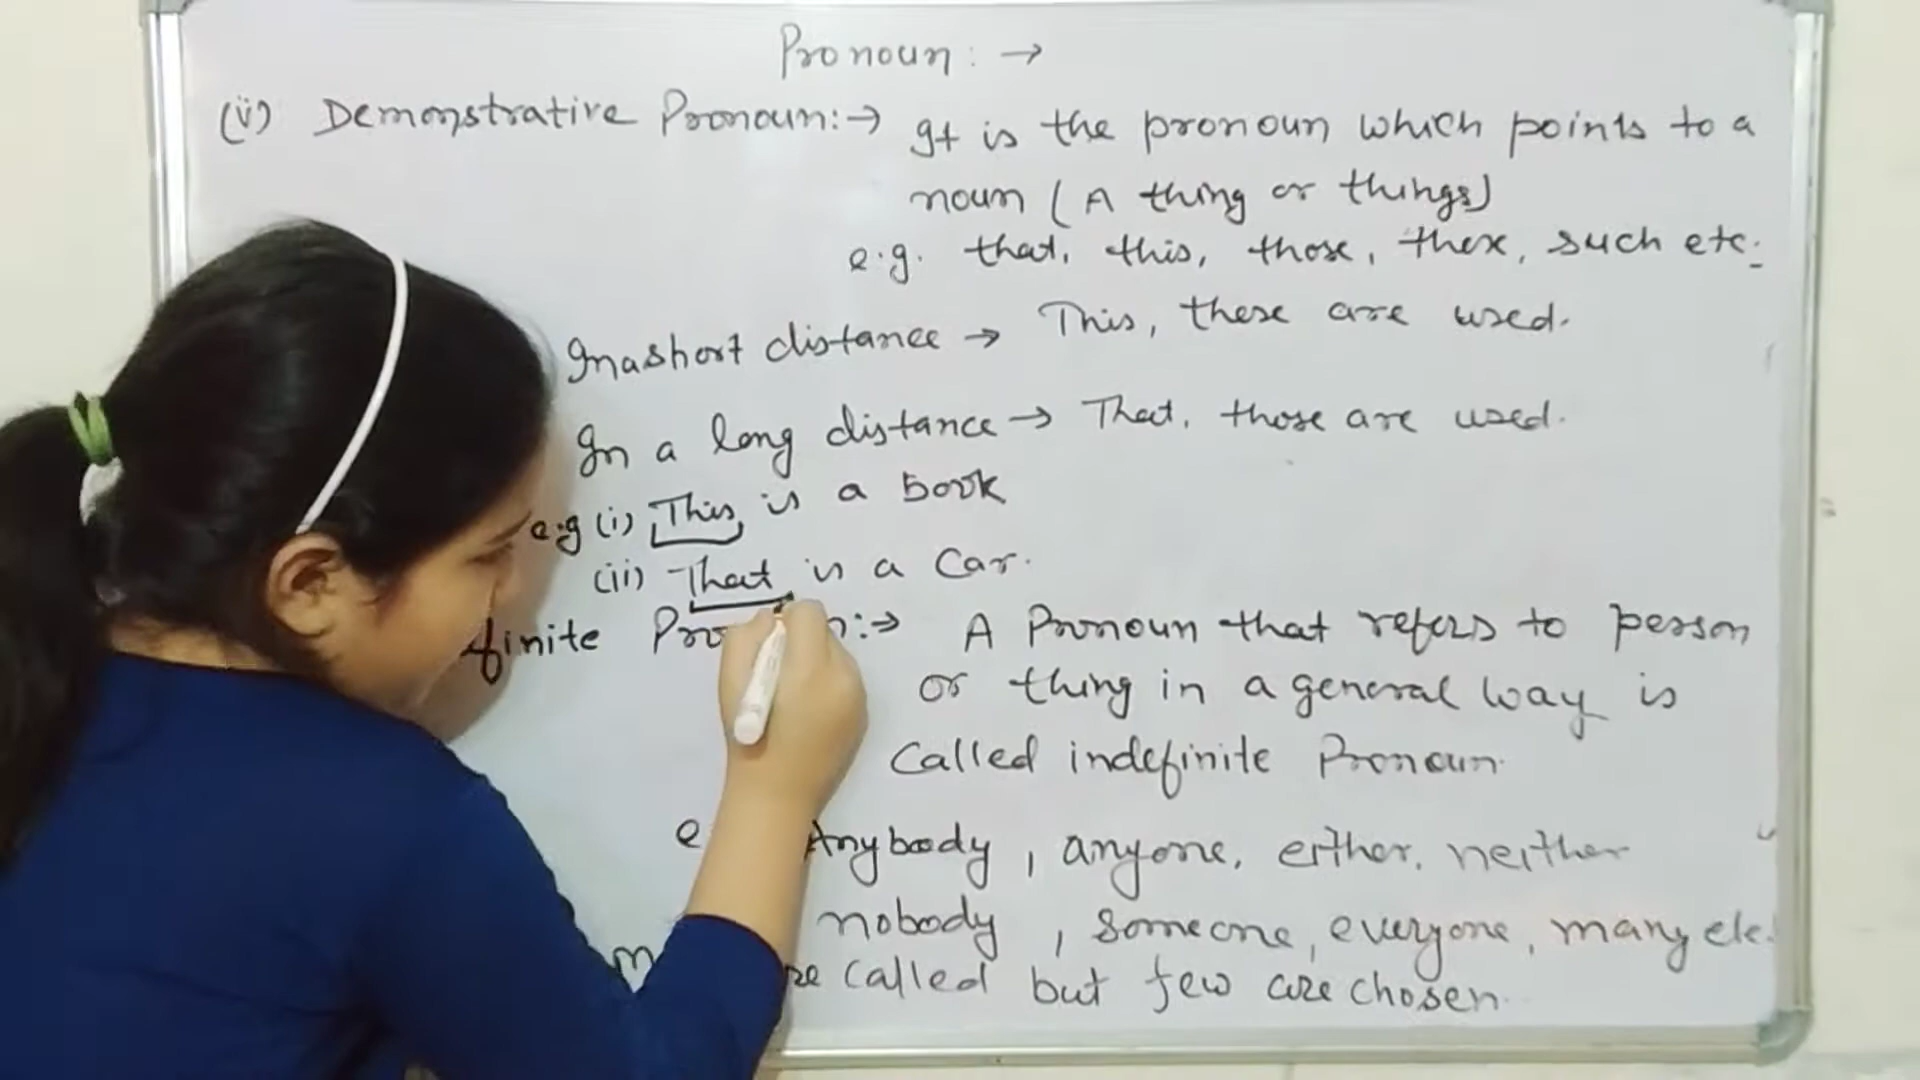 Pronoun: →
(v) Demonstrative Pronoun:→ It is the pronoun which points to a
noun (A thing or things)
e.g. that, this, those, these, such etc.
In a short distance → This, these are used.
In a long distance → That, those are used.
e.g (i) This is a book
(ii) That is a Car.
finite A Pronoun that refers to person
or thing in a general way is
Called indefinite Pronoun.
Anybody, anyone, either, neither
nobody, someone, everyone, many etc.
called but few are chosen.